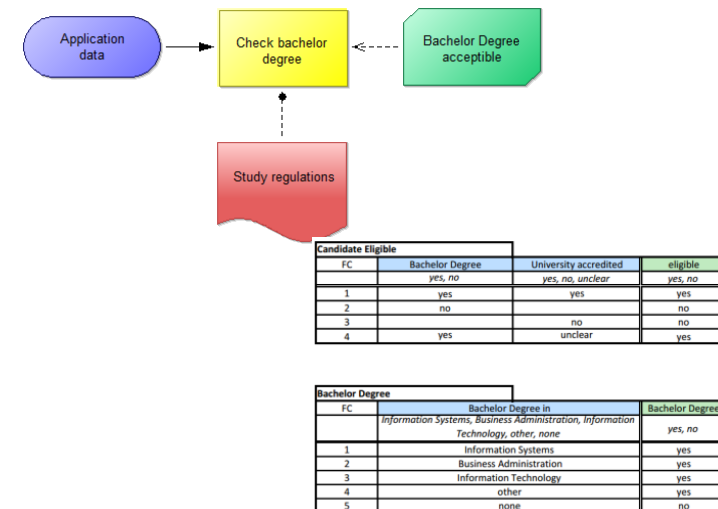 Application
data
Check bachelor
degree
Bachelor Degree
acceptible
Study regulations
Candidate Eligible
FC Bachelor Degree University accredited eligible
yes, no yes, no, unclear yes, no
1 yes yes yes
2 no no
3 no no
4 yes unclear yes
Bachelor Degree
FC Bachelor Degree in Bachelor Degree
Information Systems, Business Administration, Information
Technology, other, none yes, no
1 Information Systems yes
2 Business Administration yes
3 Information Technology yes
4 other yes
5 none no